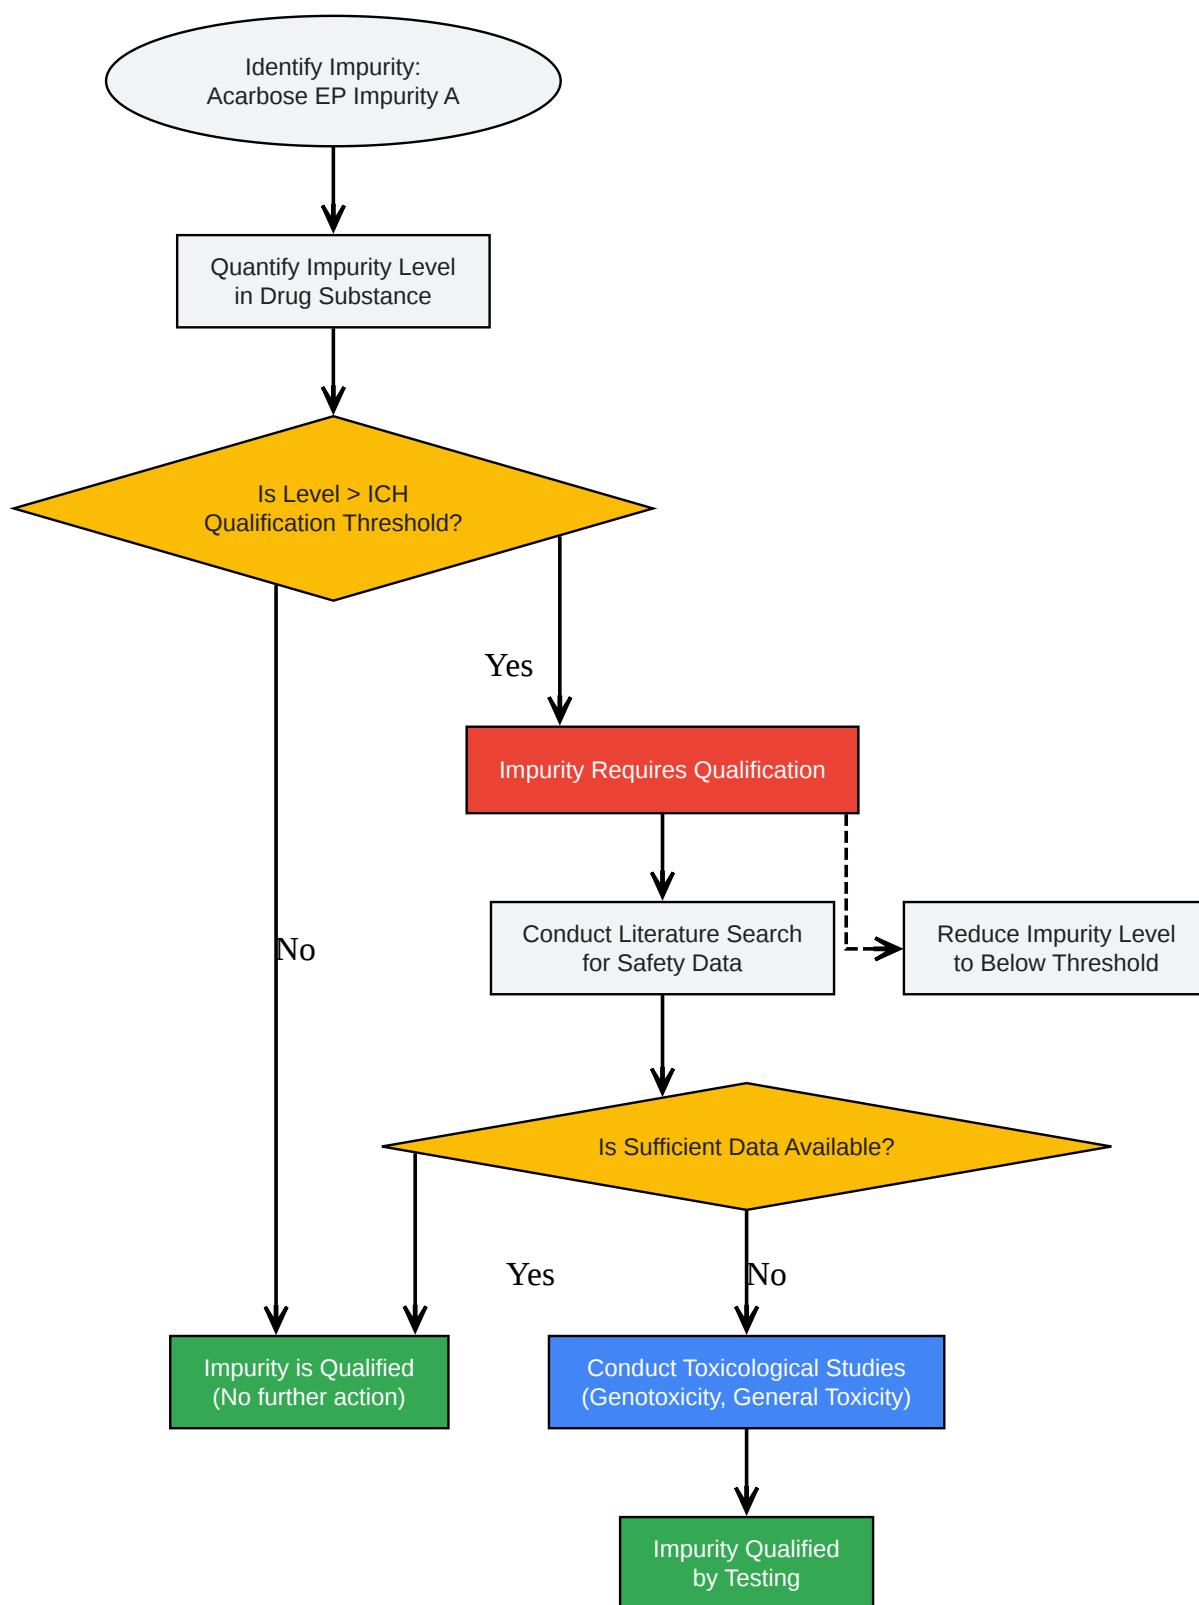 Identify Impurity:
Acarbose EP Impurity A
Quantify Impurity Level
in Drug Substance
Is Level > ICH
Qualification Threshold?
Yes
Impurity Requires Qualification
No
Conduct Literature Search
for Safety Data
Reduce Impurity Level
to Below Threshold
Is Sufficient Data Available?
Yes
No
Impurity is Qualified
(No further action)
Conduct Toxicological Studies
(Genotoxicity, General Toxicity)
Impurity Qualified
by Testing